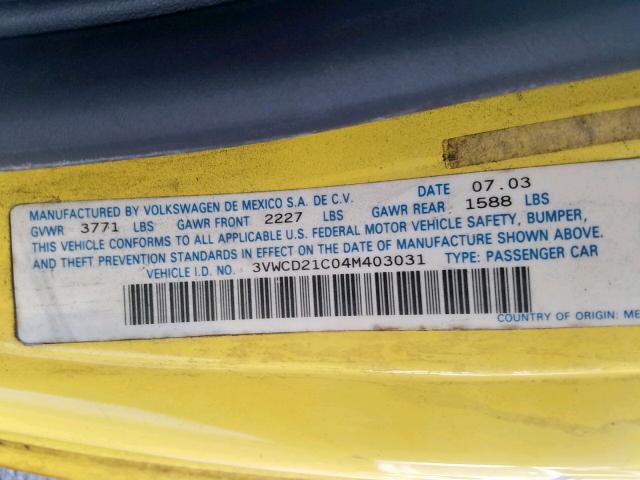 MANUFACTURED BY VOLKSWAGEN DE MEXICO S.A. DE C.V. DATE 07.03
GVWR 3771 LBS GAWR FRONT 2227 LBS GAWR REAR 1588 LBS
THIS VEHICLE CONFORMS TO ALL APPLICABLE U.S. FEDERAL MOTOR VEHICLE SAFETY, BUMPER,
AND THEFT PREVENTION STANDARDS IN EFFECT ON THE DATE OF MANUFACTURE SHOWN ABOVE.
VEHICLE I.D. NO. 3VWCD21C04M403031 TYPE: PASSENGER CAR
COUNTRY OF ORIGIN: ME